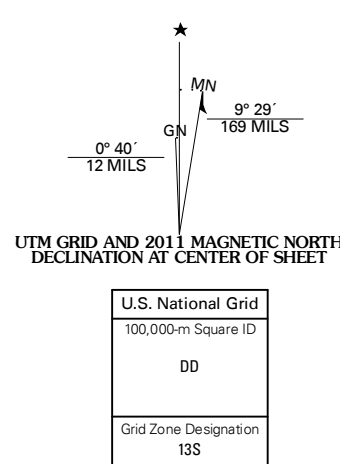 ★
MN
9° 29´
169 MILS
GN
0° 40´
12 MILS
UTM GRID AND 2011 MAGNETIC NORTH
DECLINATION AT CENTER OF SHEET
U.S. National Grid
100,000-m Square ID
DD
Grid Zone Designation
13S